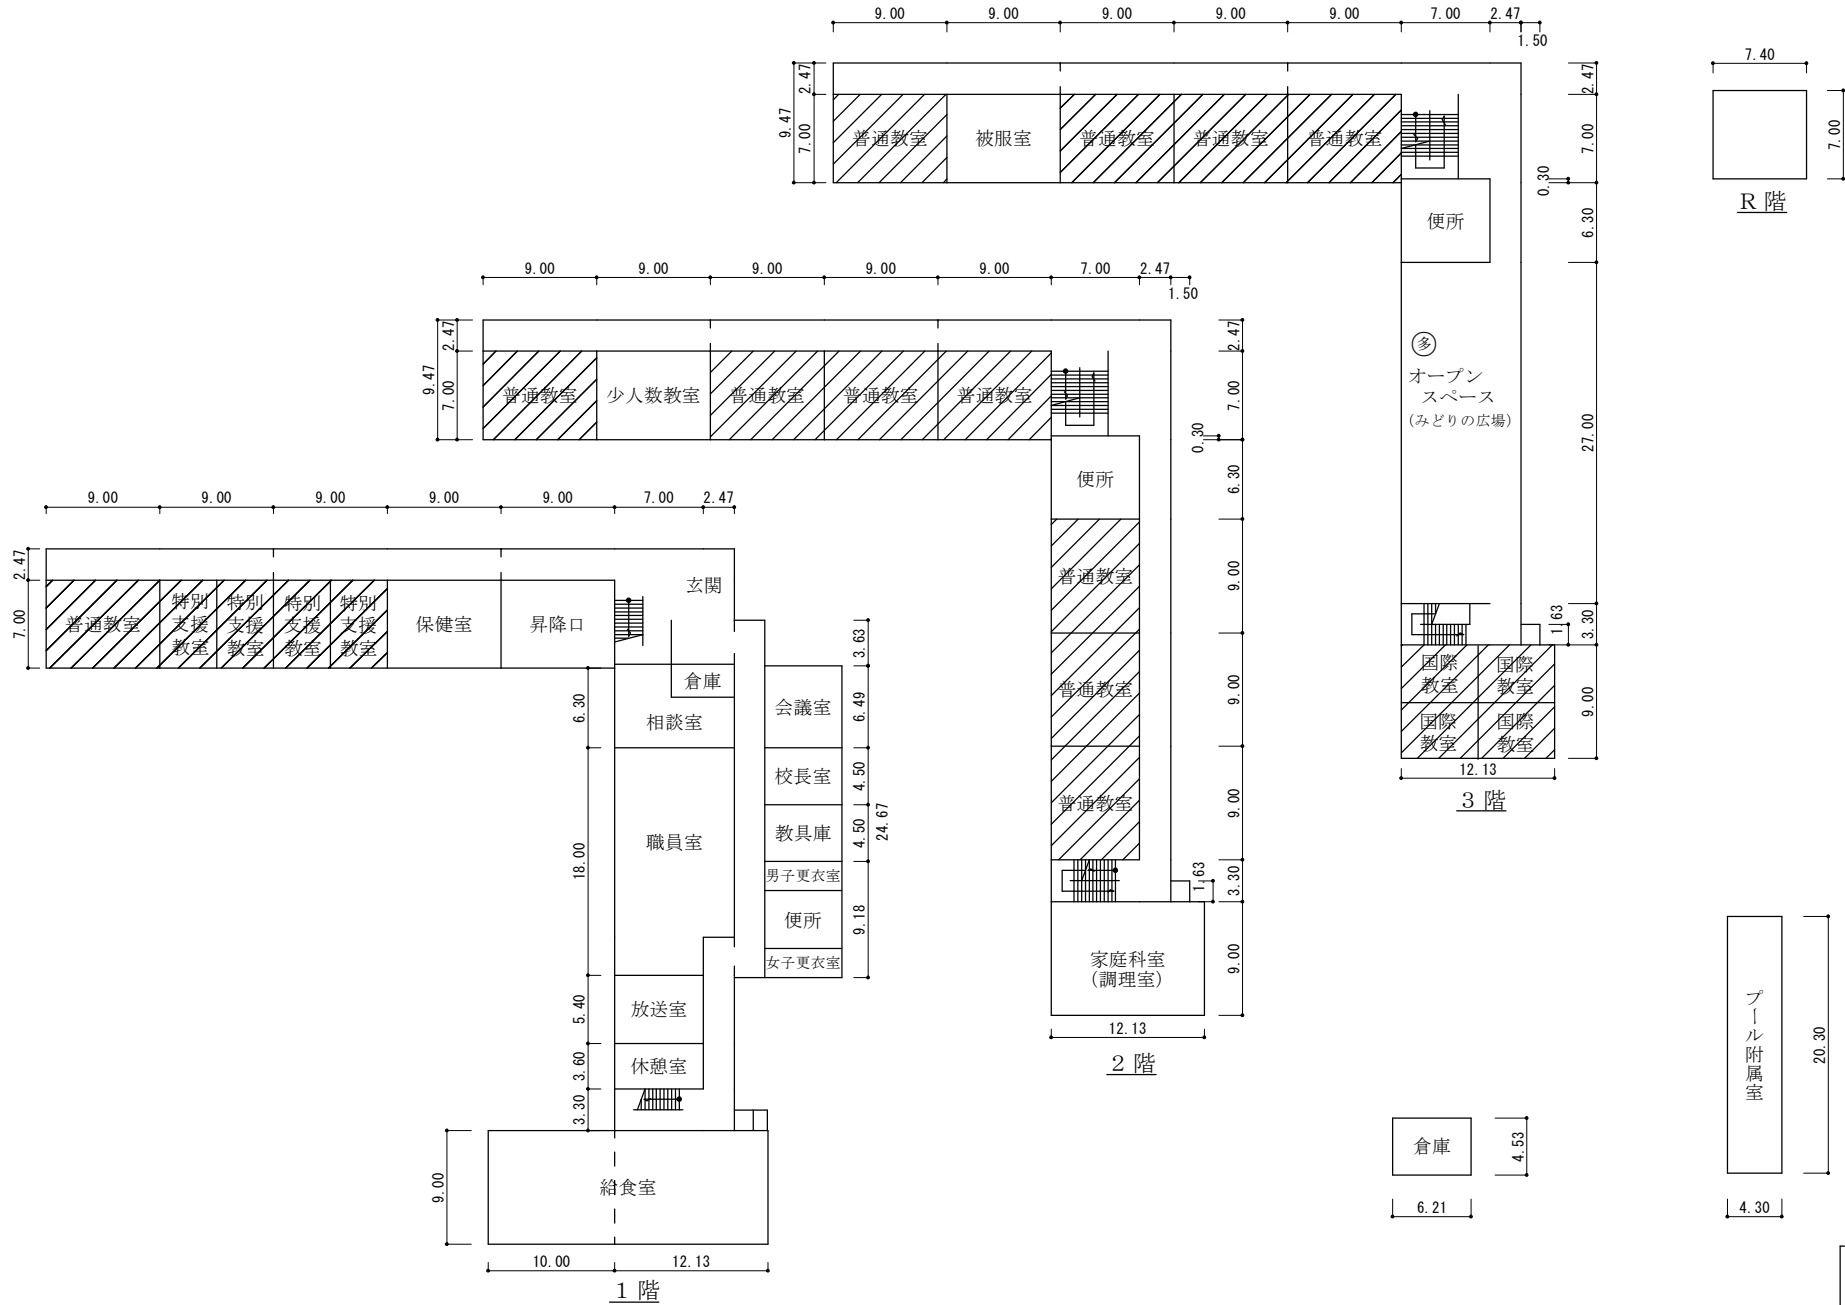 9.00 9.00 9.00 9.00 9.00 7.00 2.47
1.50
2.47
7.00
9.47
普通教室 被服室 普通教室 普通教室 普通教室
2.47
7.00
0.30
6.30
27.00
1.63
3.30
9.00
便所
多
オープン
スペース
(みどりの広場)
国際
教室
国際
教室
国際
教室
国際
教室
12.13
3階
7.40
7.00
R階
9.00 9.00 9.00 9.00 9.00 7.00 2.47
1.50
2.47
7.00
9.47
普通教室 少人数教室 普通教室 普通教室 普通教室
2.47
7.00
0.30
6.30
9.00
9.00
9.00
1.63
3.30
9.00
便所
普通教室
普通教室
普通教室
家庭科室
(調理室)
12.13
2階
9.00 9.00 9.00 9.00 9.00 7.00 2.47
2.47
7.00
玄関
普通教室
特別
支援
教室
特別
支援
教室
特別
支援
教室
特別
支援
教室
保健室
昇降口
倉庫
相談室
職員室
放送室
休憩室
6.30
18.00
5.40
3.60
3.30
会議室
校長室
教具庫
男子更衣室
便所
女子更衣室
3.63
6.49
4.50
4.50
9.18
24.67
9.00
給食室
10.00 12.13
1階
倉庫
4.53
6.21
プール附属室
20.30
4.30